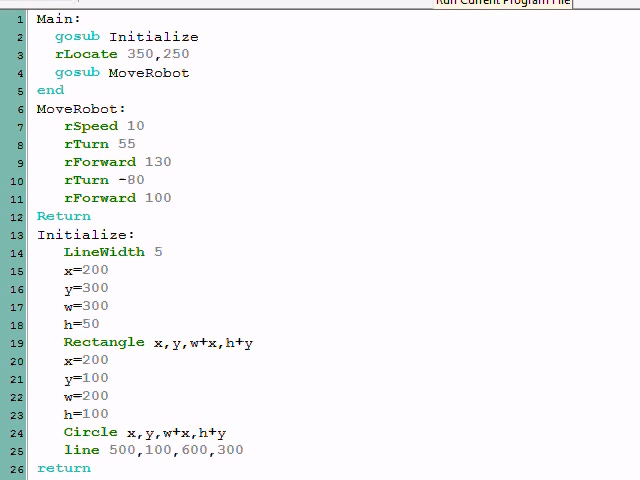 Run Current Program File
1 Main:
2 gosub Initialize
3 rLocate 350,250
4 gosub MoveRobot
5 end
6 MoveRobot:
7 rSpeed 10
8 rTurn 55
9 rForward 130
10 rTurn -80
11 rForward 100
12 Return
13 Initialize:
14 LineWidth 5
15 x=200
16 y=300
17 w=300
18 h=50
19 Rectangle x,y,w+x,h+y
20 x=200
21 y=100
22 w=200
23 h=100
24 Circle x,y,w+x,h+y
25 line 500,100,600,300
26 return